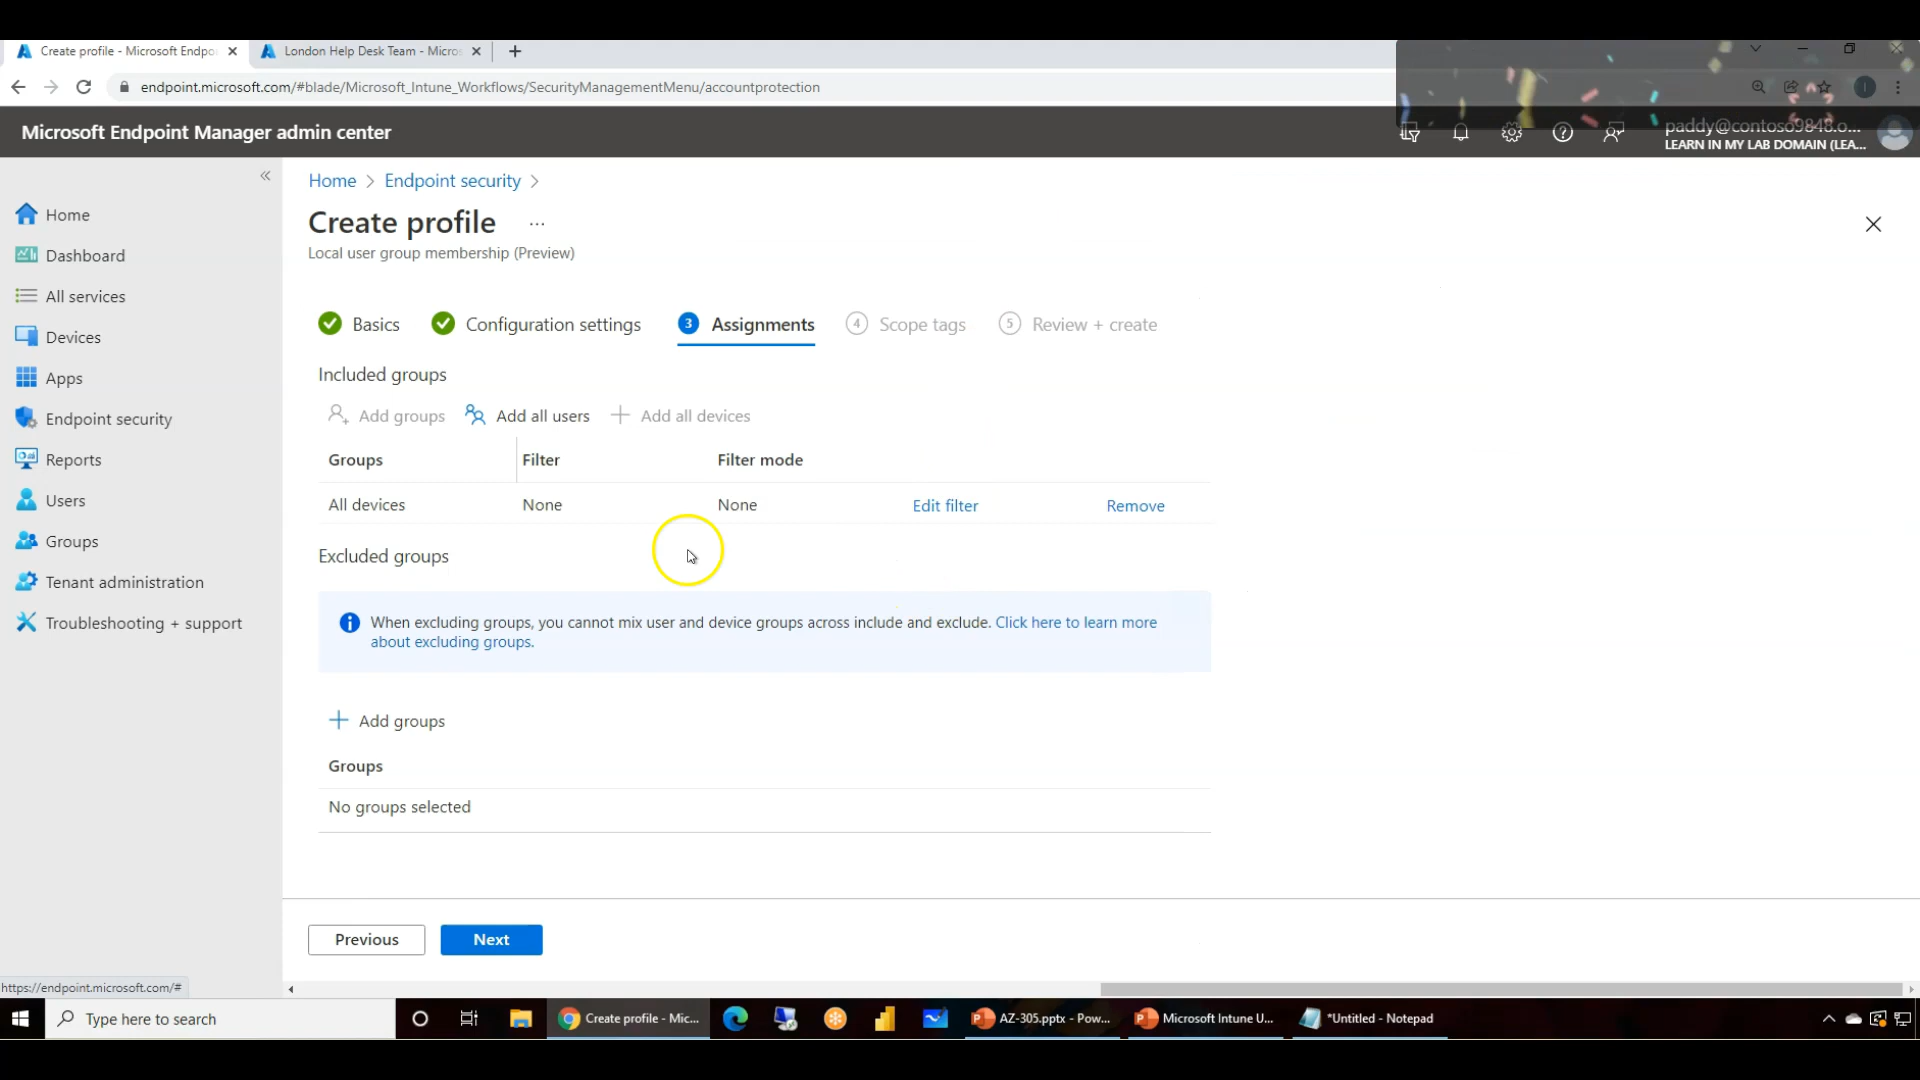 Create profile - Microsoft Endpo
London Help Desk Team - Micros
endpoint.microsoft.com/#blade/Microsoft_Intune_Workflows/SecurityManagementMenu/accountprotection
Microsoft Endpoint Manager admin center
paddy@contoso9848.o...
LEARN IN MY LAB DOMAIN (LEA...
Home > Endpoint security >
Create profile ...
Local user group membership (Preview)
Home
Dashboard
All services
Devices
Apps
Endpoint security
Reports
Users
Groups
Tenant administration
Troubleshooting + support
Basics Configuration settings 3 Assignments 4 Scope tags 5 Review + create
Included groups
Add groups Add all users Add all devices
Groups Filter Filter mode
All devices None None Edit filter Remove
Excluded groups
When excluding groups, you cannot mix user and device groups across include and exclude. Click here to learn more
about excluding groups.
Add groups
Groups
No groups selected
Previous Next
https://endpoint.microsoft.com/#
Type here to search
Create profile - Mic...
AZ-305.pptx - Pow...
Microsoft Intune U...
*Untitled - Notepad